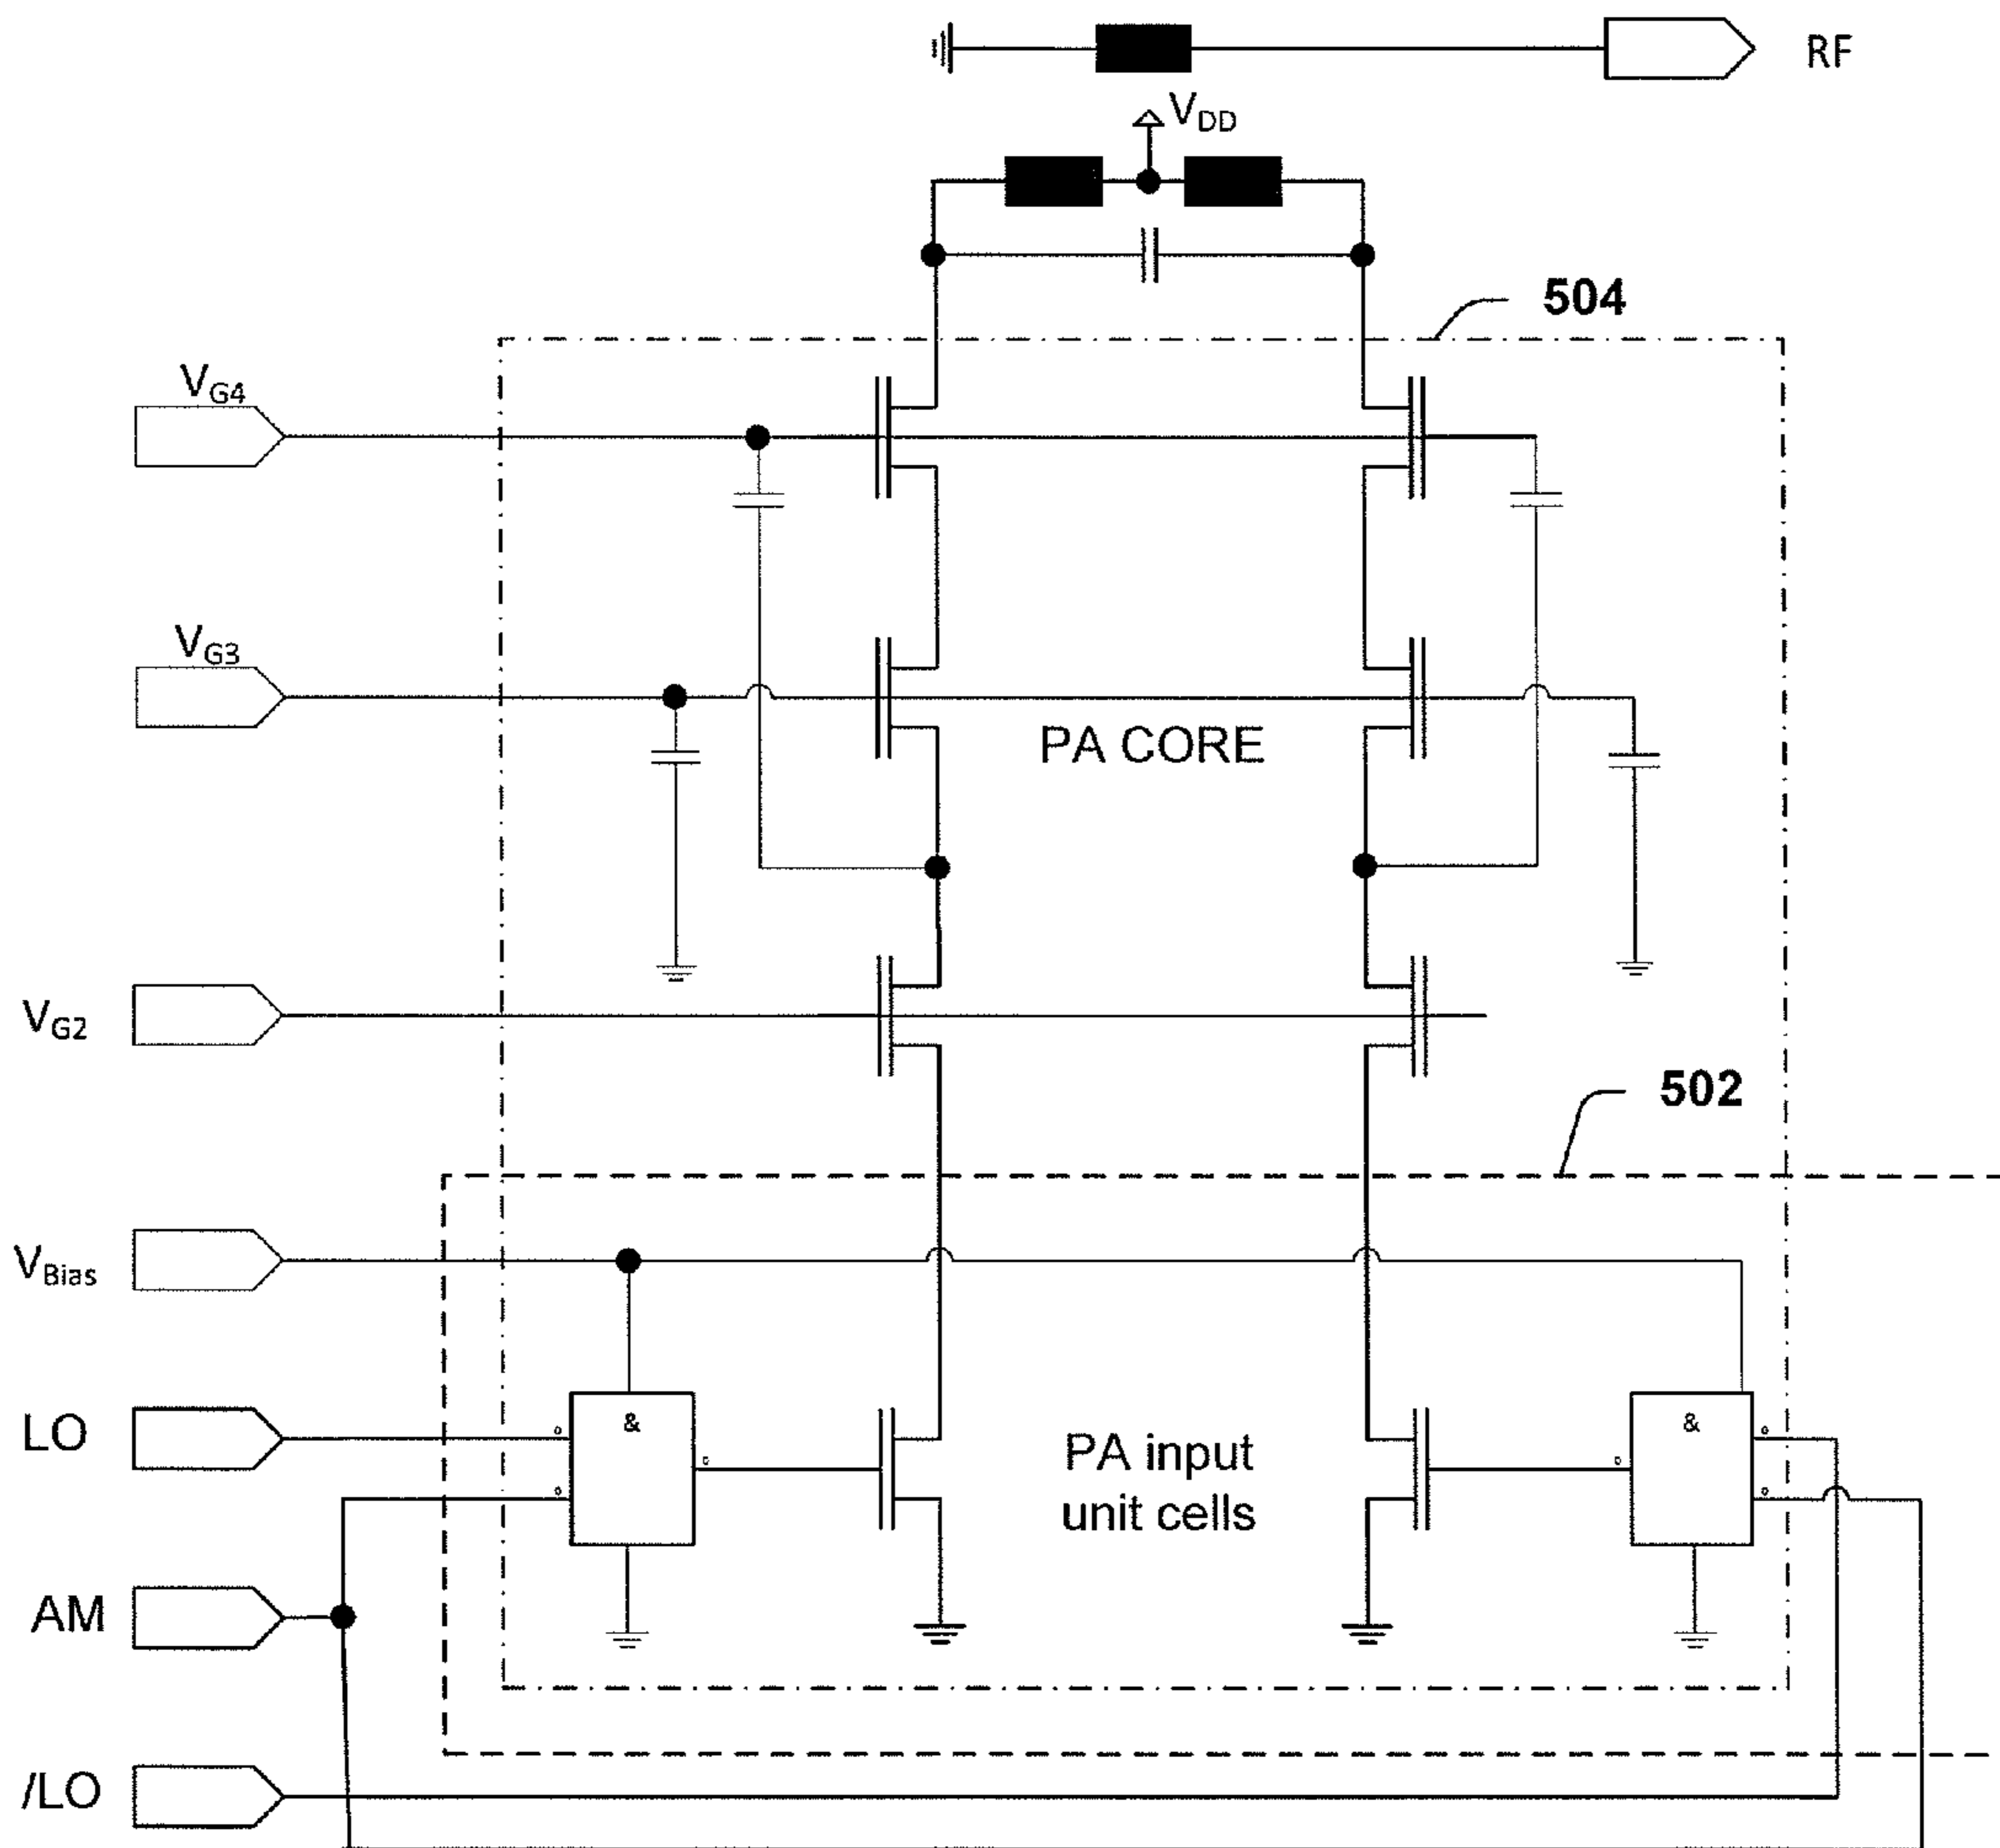 RF
VDD
504
VG4
VG3
PA CORE
VG2
502
VBias
LO
&
&
PA input
unit cells
AM
/LO